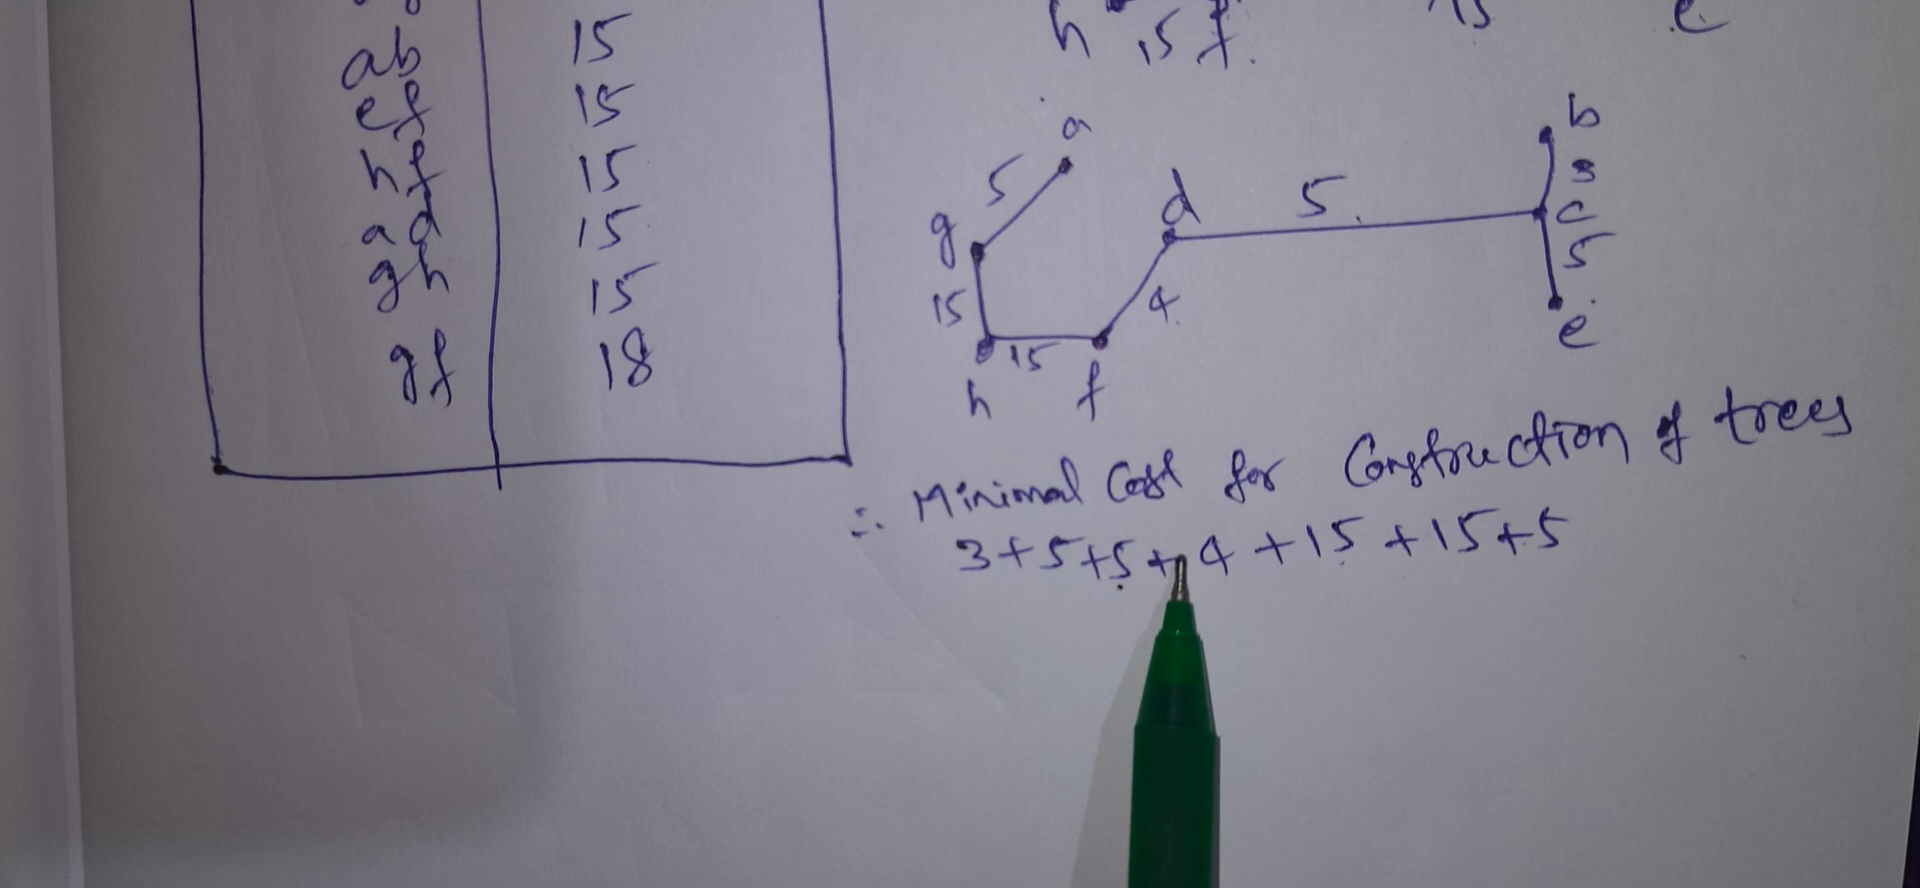 ab 15
ef 15
hf 15
ad 15
gh 15
gf 18
h 15 f.
15 e
a
5
g
15
h
15
f
4
d
5
b
3
c
5
e
∴ Minimal Cost for Construction of trees
3+5+5+4+15+15+5